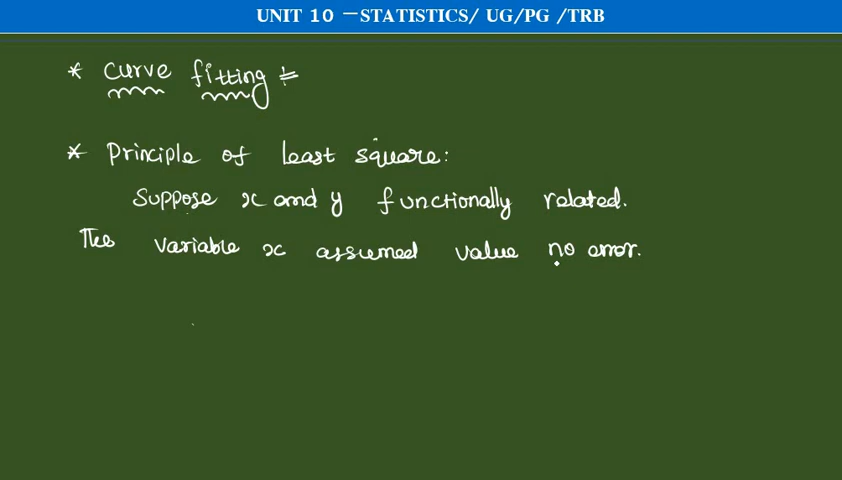 UNIT 10 －STATISTICS/ UG/PG /TRB
* Curve fitting :-
* Principle of least square:
Suppose x and y functionally related.
The variable x assumed value no error.